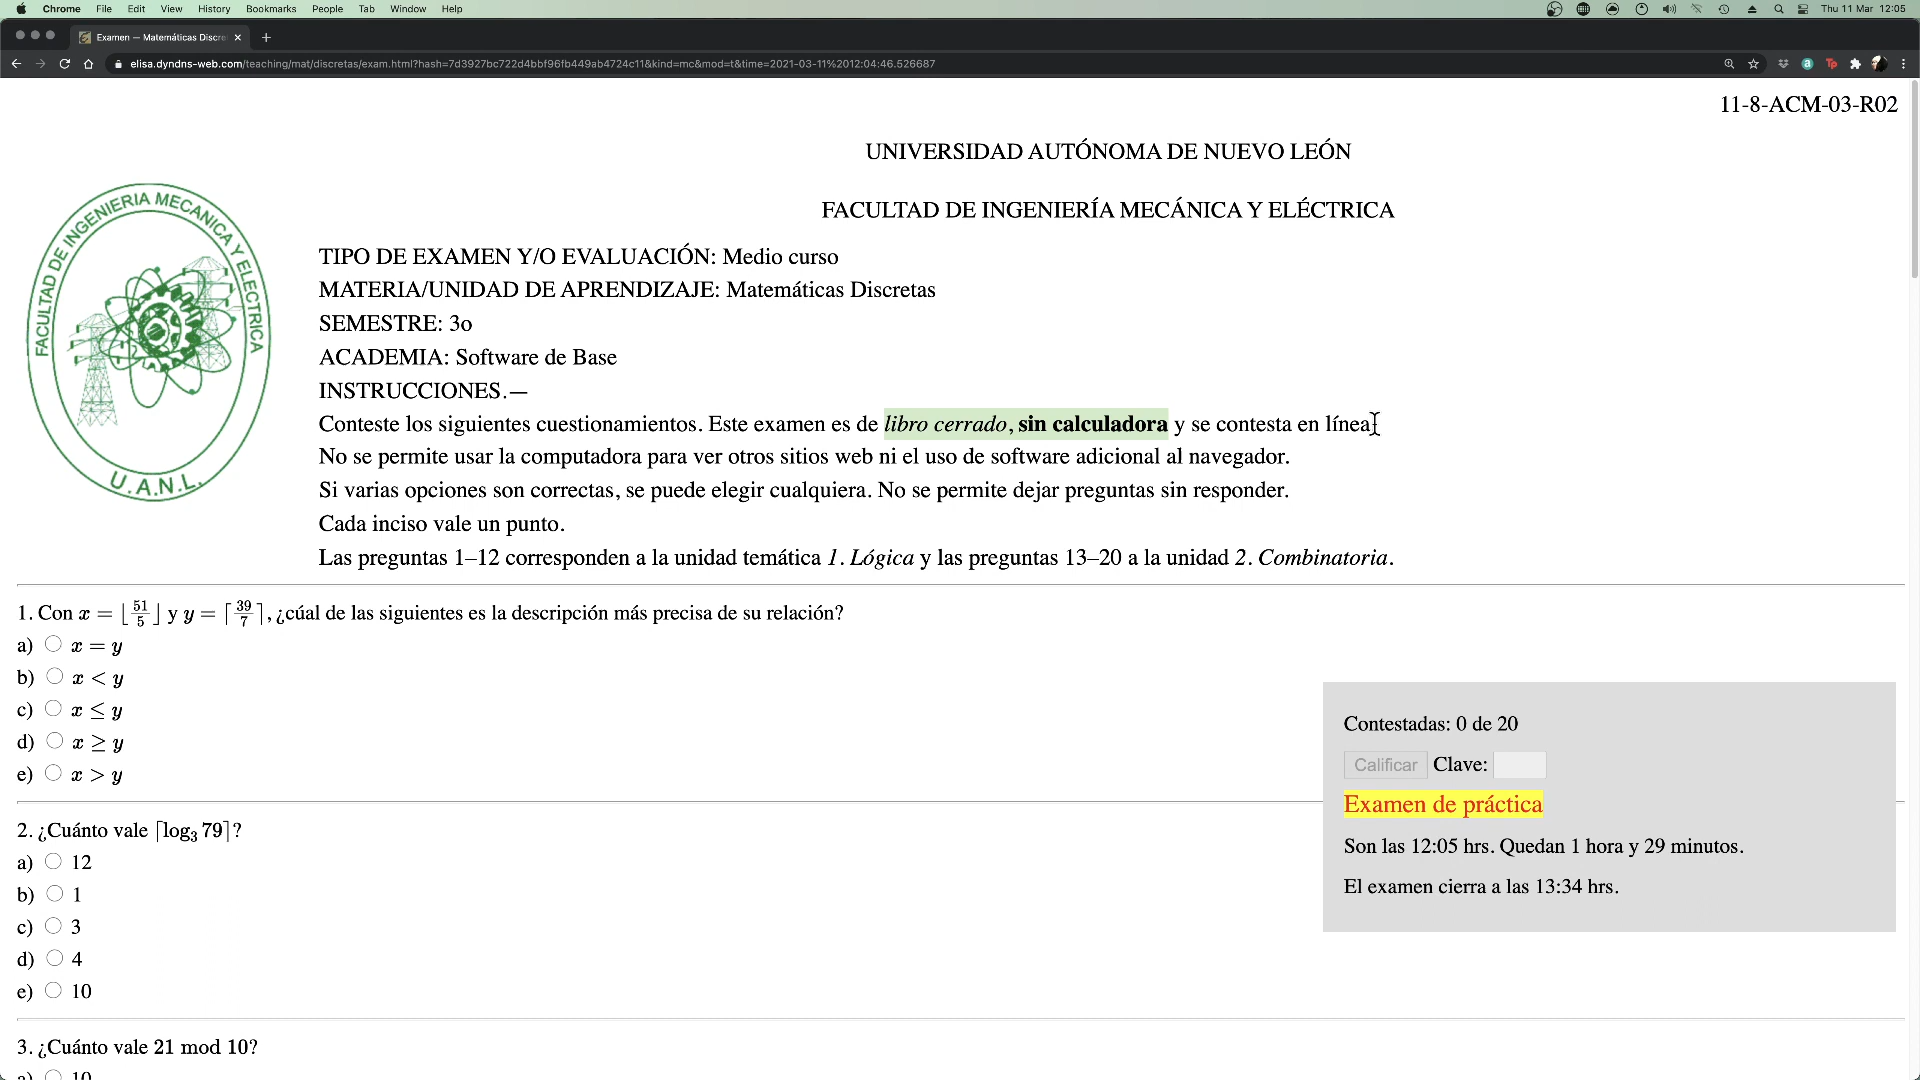 Chrome File Edit View History Bookmarks People Tab Window Help Thu 11 Mar 12:05
Examen — Matemáticas Discre
elisa.dyndns-web.com/teaching/mat/discretas/exam.html?hash=7d3927bc722d4bbf96fb449ab4724c11&kind=mc&mod=t&time=2021-03-11%2012:04:46.526687
11-8-ACM-03-R02
UNIVERSIDAD AUTÓNOMA DE NUEVO LEÓN
FACULTAD DE INGENIERÍA MECÁNICA Y ELÉCTRICA
FACULTAD DE INGENIERIA MECANICA Y ELECTRICA
U.A.N.L.
TIPO DE EXAMEN Y/O EVALUACIÓN: Medio curso
MATERIA/UNIDAD DE APRENDIZAJE: Matemáticas Discretas
SEMESTRE: 3o
ACADEMIA: Software de Base
INSTRUCCIONES.—
Conteste los siguientes cuestionamientos. Este examen es de libro cerrado, sin calculadora y se contesta en línea.
No se permite usar la computadora para ver otros sitios web ni el uso de software adicional al navegador.
Si varias opciones son correctas, se puede elegir cualquiera. No se permite dejar preguntas sin responder.
Cada inciso vale un punto.
Las preguntas 1–12 corresponden a la unidad temática 1. Lógica y las preguntas 13–20 a la unidad 2. Combinatoria.
1. Con x = ⌊51/5⌋ y y = ⌈39/7⌉, ¿cúal de las siguientes es la descripción más precisa de su relación?
a) x = y
b) x < y
c) x ≤ y
d) x ≥ y
e) x > y
2. ¿Cuánto vale ⌈log₃ 79⌉?
a) 12
b) 1
c) 3
d) 4
e) 10
3. ¿Cuánto vale 21 mod 10?
a) 10
Contestadas: 0 de 20
Calificar Clave:
Examen de práctica
Son las 12:05 hrs. Quedan 1 hora y 29 minutos.
El examen cierra a las 13:34 hrs.